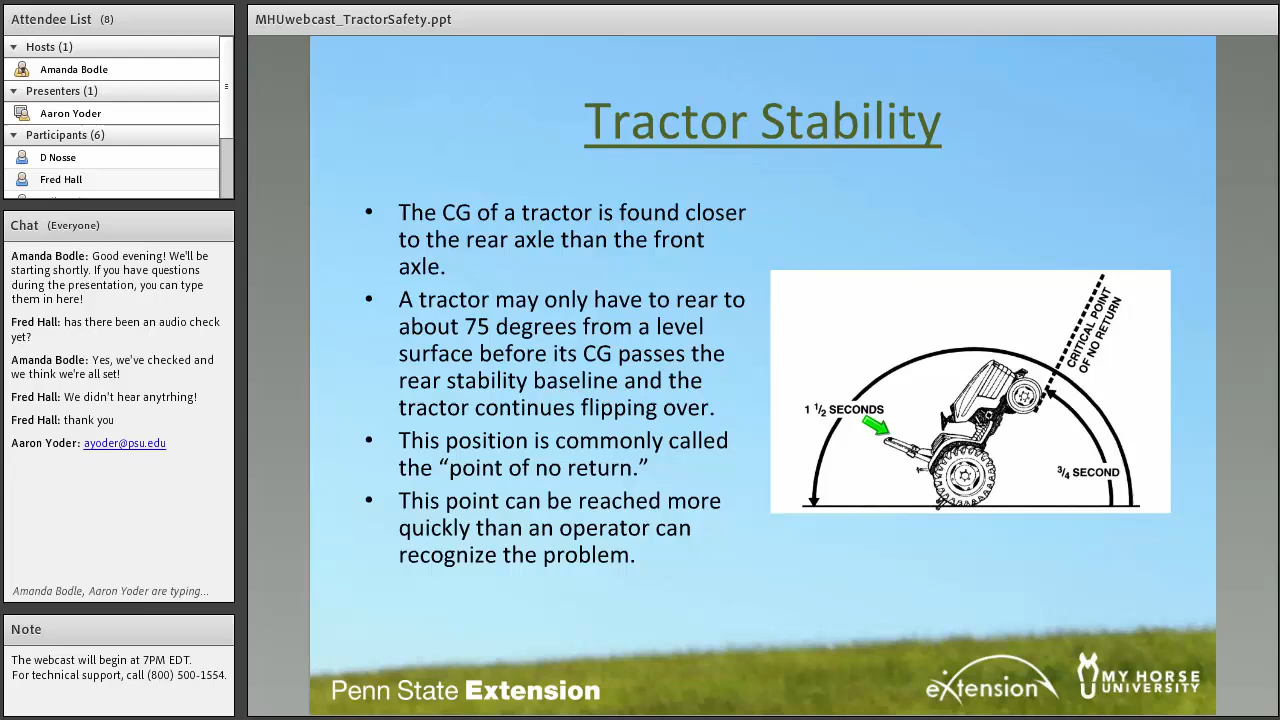 Attendee List (8)
Hosts (1)
Amanda Bodle
Presenters (1)
Aaron Yoder
Participants (6)
D Nosse
Fred Hall
Chat (Everyone)
Amanda Bodle: Good evening! We'll be
starting shortly. If you have questions
during the presentation, you can type
them in here!
Fred Hall: has there been an audio check
yet?
Amanda Bodle: Yes, we've checked and
we think we're all set!
Fred Hall: We didn't hear anytrhing!
Fred Hall: thank you
Aaron Yoder: ayoder@psu.edu
Amanda Bodle, Aaron Yoder are typing...
Note
The webcast will begin at 7PM EDT.
For technical support, call (800) 500-1554.
MHUwebcast_TractorSafety.ppt
Tractor Stability
• The CG of a tractor is found closer
to the rear axle than the front
axle.
• A tractor may only have to rear to
about 75 degrees from a level
surface before its CG passes the
rear stability baseline and the
tractor continues flipping over.
• This position is commonly called
the “point of no return.”
• This point can be reached more
quickly than an operator can
recognize the problem.
CRITICAL POINT
OF NO RETURN
1 1/2 SECONDS
3/4 SECOND
Penn State Extension
eXtension
MY HORSE
UNIVERSITY